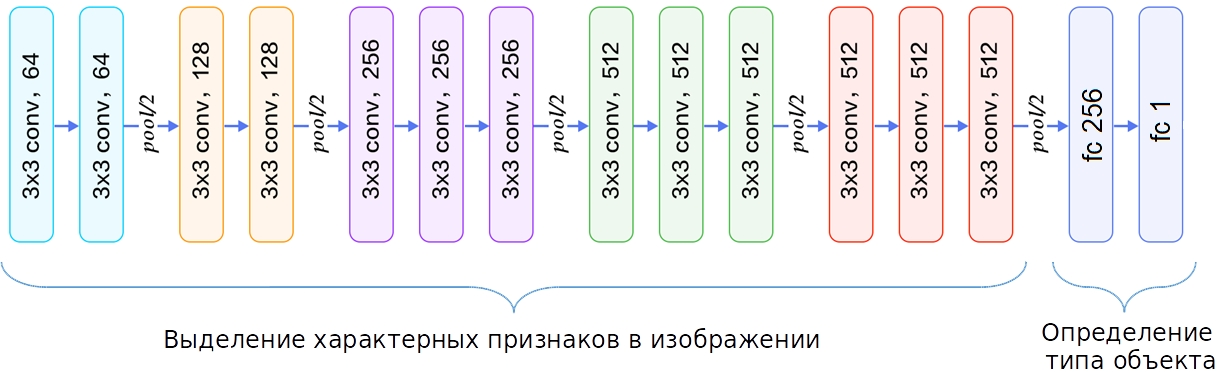 3x3 conv, 64
3x3 conv, 64
pool/2
3x3 conv, 128
3x3 conv, 128
pool/2
3x3 conv, 256
3x3 conv, 256
3x3 conv, 256
pool/2
3x3 conv, 512
3x3 conv, 512
3x3 conv, 512
pool/2
3x3 conv, 512
3x3 conv, 512
3x3 conv, 512
pool/2
fc 256
fc 1
Выделение характерных признаков в изображении
Определение
типа объекта